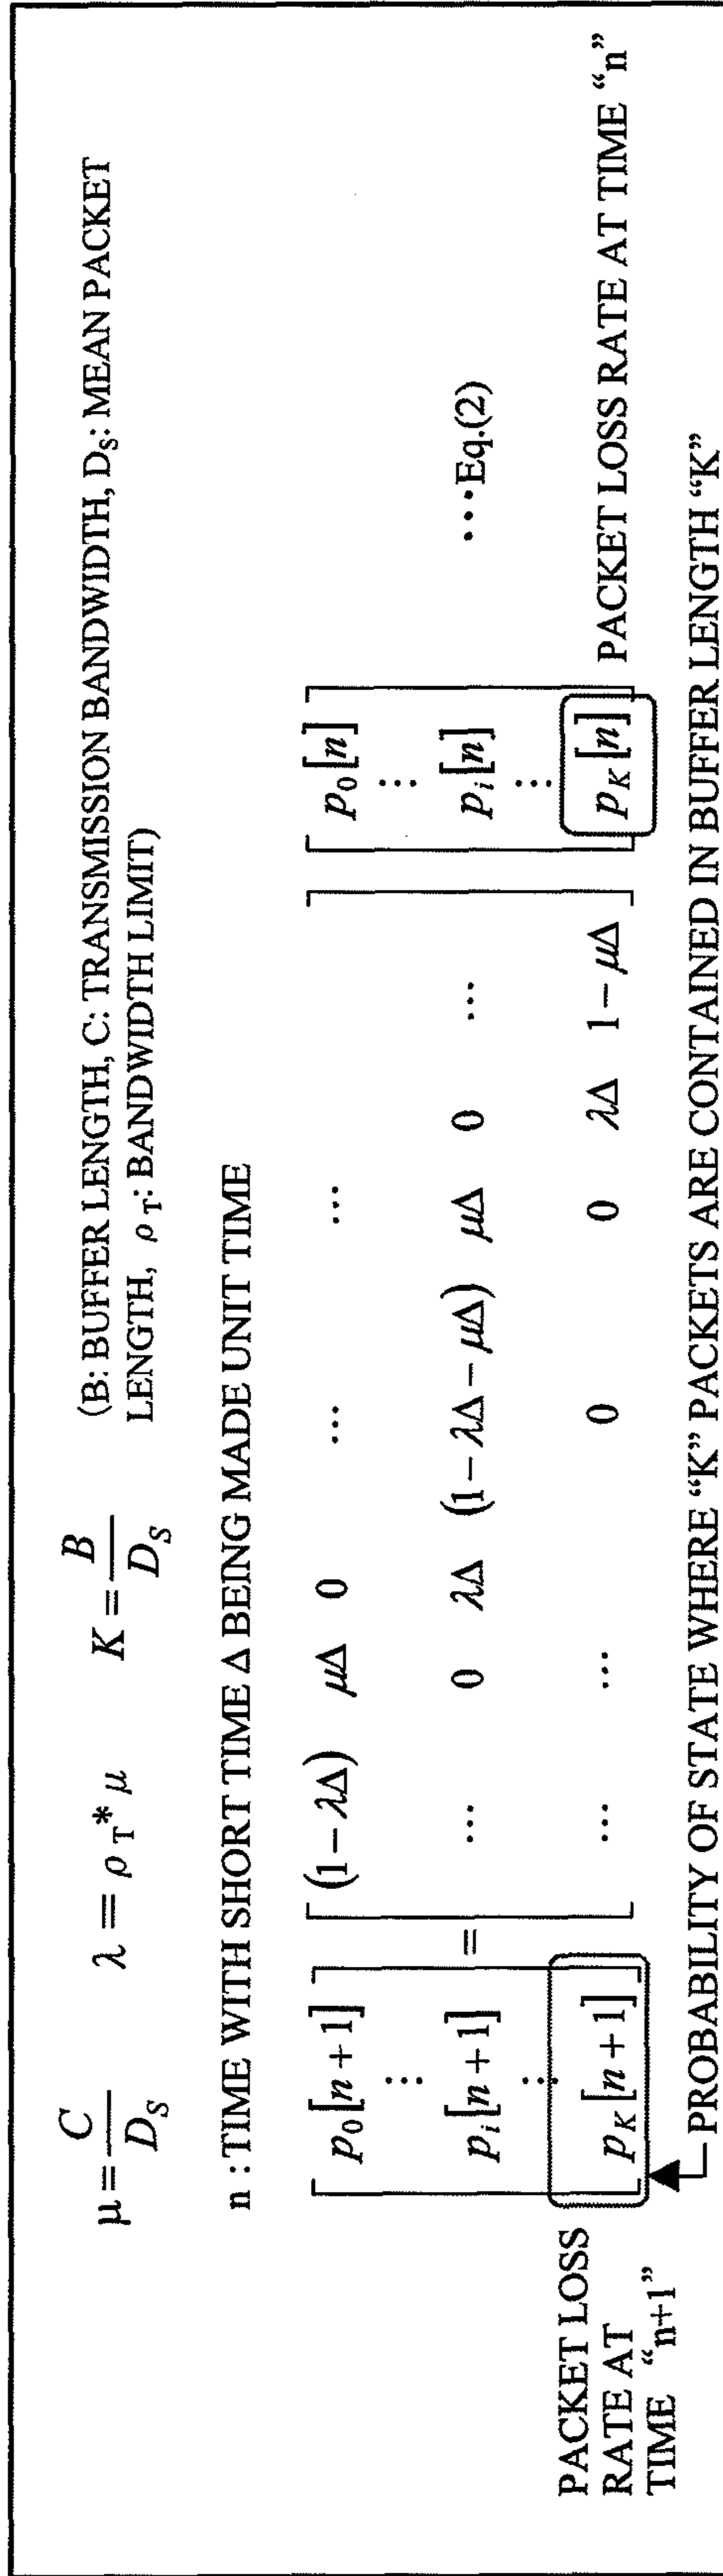 μ = C / D_S   λ = ρ_T * μ   K = B / D_S   (B: BUFFER LENGTH, C: TRANSMISSION BANDWIDTH, D_S: MEAN PACKET
LENGTH, ρ_T: BANDWIDTH LIMIT)
n : TIME WITH SHORT TIME Δ BEING MADE UNIT TIME
[ p_0[n+1] ] [ (1−λΔ) μΔ 0 ... ... ] [ p_0[n] ]
⋮ ⋮
[ p_i[n+1] ] = [ ... 0 λΔ (1−λΔ−μΔ) μΔ 0 ... ] [ p_i[n] ] ···Eq.(2)
⋮ ⋮
[ p_K[n+1] ] [ ... ... 0 0 λΔ 1−μΔ ] [ p_K[n] ] PACKET LOSS RATE AT TIME “n”
PACKET LOSS
RATE AT
TIME “n+1”
PROBABILITY OF STATE WHERE “K” PACKETS ARE CONTAINED IN BUFFER LENGTH “K”